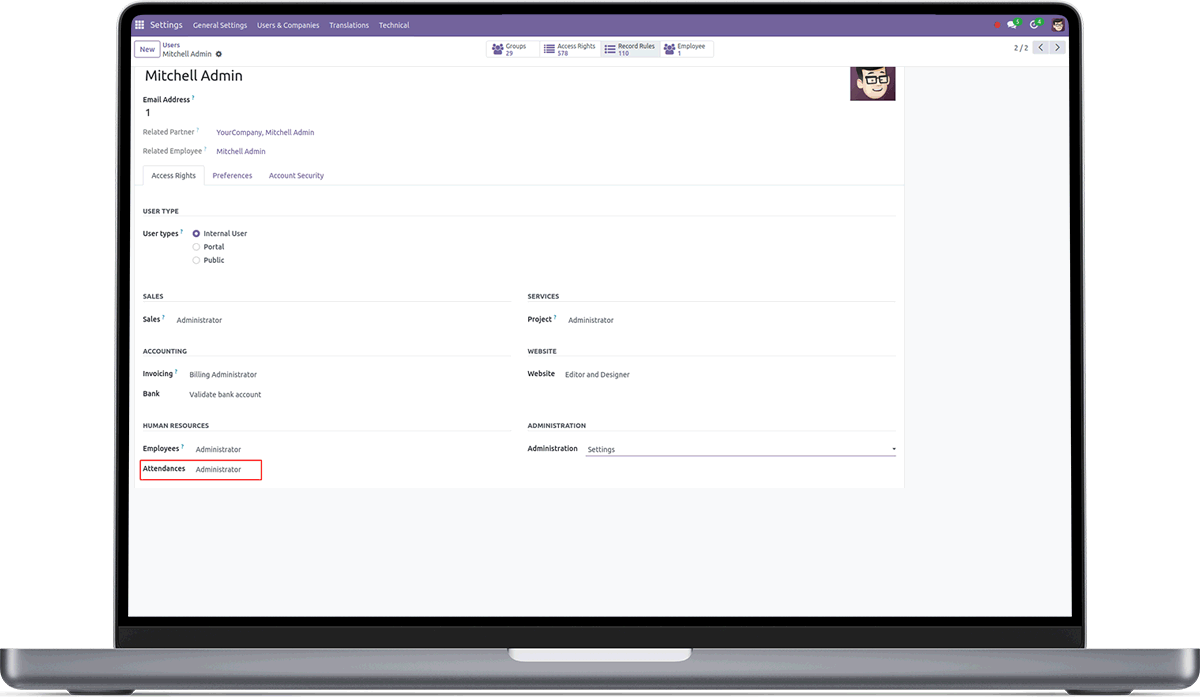 Settings General Settings Users & Companies Translations Technical 5 4
New Users Groups 29 Access Rights 578 Record Rules 110 Employee 1 2 / 2
Mitchell Admin
Mitchell Admin
Email Address ?
1
Related Partner ? YourCompany, Mitchell Admin
Related Employee ? Mitchell Admin
Access Rights Preferences Account Security
USER TYPE
User types ? Internal User
Portal
Public
SALES SERVICES
Sales ? Administrator Project ? Administrator
ACCOUNTING WEBSITE
Invoicing ? Billing Administrator Website Editor and Designer
Bank Validate bank account
HUMAN RESOURCES ADMINISTRATION
Employees ? Administrator Administration Settings
Attendances Administrator